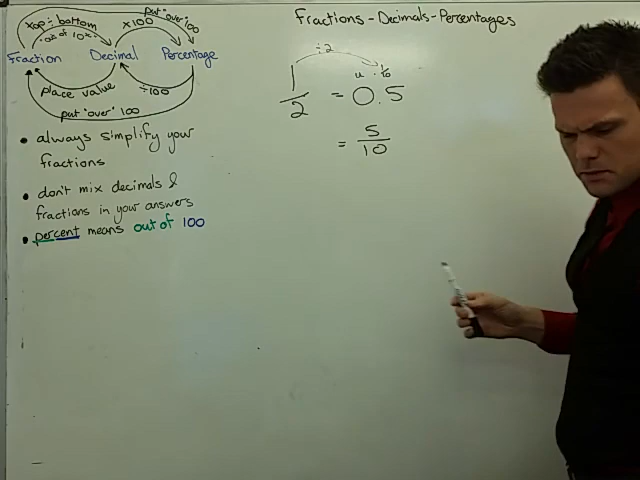 Fractions - Decimals - Percentages
top ÷ bottom
"out of 10"
x100
put "over" 100
Fraction
Decimal
Percentage
place value
÷100
put "over" 100
• always simplify your
fractions
• don't mix decimals &
fractions in your answers
• percent means out of 100
÷2
u . 1/10
1/2 = 0.5
= 5/10